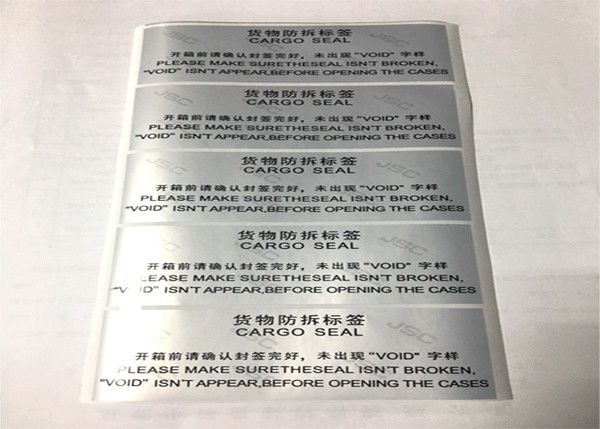 货物防拆标签
CARGO SEAL
JSC
开箱前请确认封签完好，未出现"VOID"字样
PLEASE MAKE SURETHESEAL ISN'T BROKEN,
"VOID" ISN'T APPEAR,BEFORE OPENING THE CASES
货物防拆标签
CARGO SEAL
JSC
JSC
开箱前请确认封签完好，未出现"VOID"字样
PLEASE MAKE SURETHESEAL ISN'T BROKEN,
"VOID" ISN'T APPEAR,BEFORE OPENING THE CASES
货物防拆标签
CARGO SEAL
JSC
开箱前请确认封签完好，未出现"VOID"字样
PLEASE MAKE SURETHESEAL ISN'T BROKEN,
"VOID" ISN'T APPEAR,BEFORE OPENING THE CASES
货物防拆标签
CARGO SEAL
JSC
开箱前请确认封签完好，未出现"VOID"字样
PLEASE MAKE SURETHESEAL ISN'T BROKEN,
ISN'T APPEAR,BEFORE OPENING THE CASES
货物防拆标签
CARGO SEAL
JSC
开箱前请确认封签完好，未出现"VOID"字样
PLEASE MAKE SURETHESEAL ISN'T BROKEN,
"VOID" ISN'T APPEAR,BEFORE OPENING THE CASES